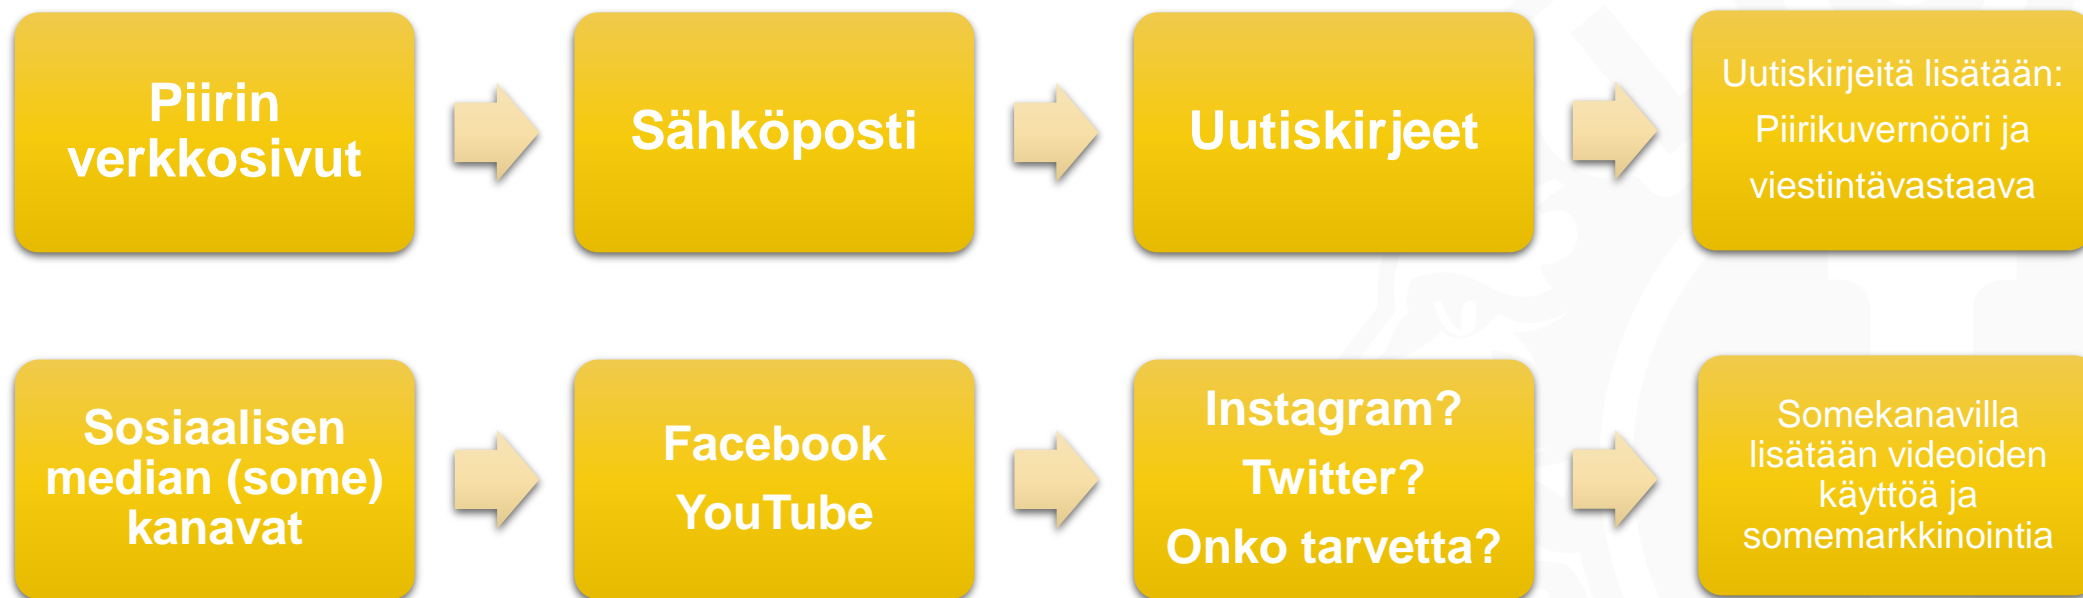 Piirin
verkkosivut
Sähköposti
Uutiskirjeet
Uutiskirjeitä lisätään:
Piirikuvernööri ja
viestintävastaava
Sosiaalisen
median (some)
kanavat
Facebook
YouTube
Instagram?
Twitter?
Onko tarvetta?
Somekanavilla
lisätään videoiden
käyttöä ja
somemarkkinointia